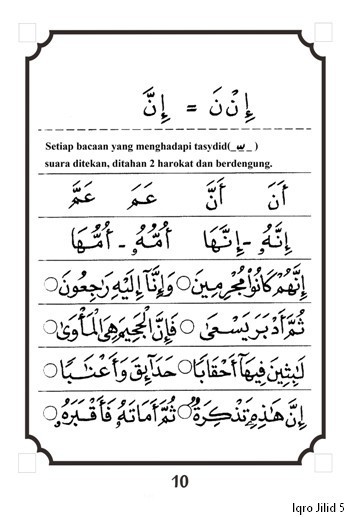 إِنْ نَ = إِنَّ
Setiap bacaan yang menghadapi tasydid(_ّ_ )
suara ditekan, ditahan 2 harokat dan berdengung.
أَنَ أَنَّ عَمَ عَمَّ
إِنَّهُ - إِنَّهَا أُمُّهُ - أُمُّهَا
إِنَّهُمْ كَانُوْا مُجْرِمِينَ ○ وَإِنَّآ إِلَيْهِ رَاجِعُونَ ○
ثُمَّ أَدْبَرَ يَسْعَى ○ فَإِنَّ الْجَحِيمَ هِيَ الْمَأْوَىٰ ○
لَابِثِينَ فِيهَآ أَحْقَابًا ○ حَدَآئِقَ وَأَعْنَابًا ○
إِنَّ هَٰذِهِ تَذْكِرَةٌ ○ ثُمَّ أَمَاتَهُ فَأَقْبَرَهُ ○
10
Iqro Jilid 5